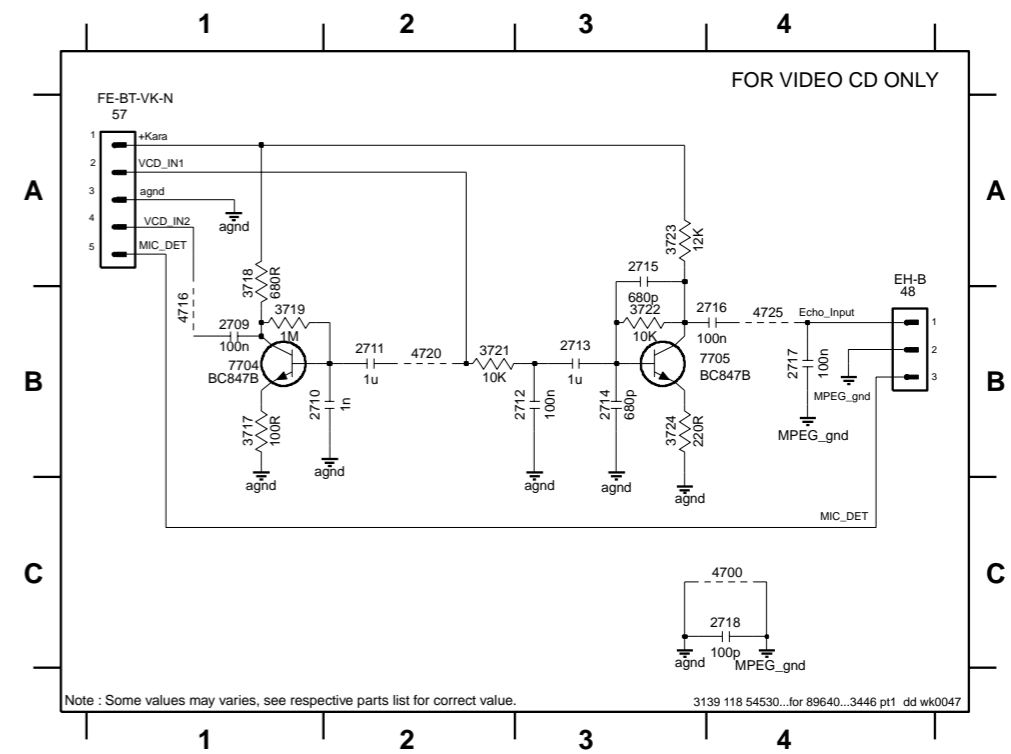 1 2 3 4
FOR VIDEO CD ONLY
FE-BT-VK-N
57
1 +Kara
2 VCD_IN1
3 agnd
4 VCD_IN2
5 MIC_DET
agnd
A A
3718
680R
3723
12K
2715
680p
EH-B
48
4716
2709
100n
3719
1M
3722
10K
2716
100n
4725
Echo_Input
1
2
3
7704
BC847B
2711
1u
4720
3721
10K
2713
1u
7705
BC847B
2717
100n
MPEG_gnd
B B
3717
100R
2710
1n
2712
100n
2714
680p
3724
220R
MPEG_gnd
agnd
agnd
agnd
agnd
agnd
MIC_DET
C C
4700
2718
100p
agnd
MPEG_gnd
Note : Some values may varies, see respective parts list for correct value.
3139 118 54530...for 89640...3446 pt1 dd wk0047
1 2 3 4